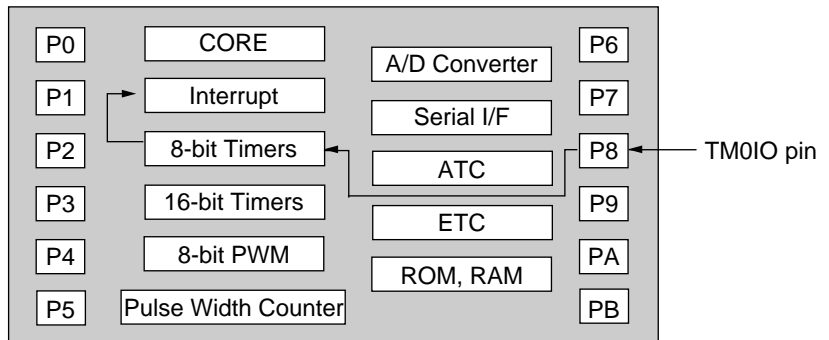 P0
P1
P2
P3
P4
P5
CORE
Interrupt
8-bit Timers
16-bit Timers
8-bit PWM
Pulse Width Counter
A/D Converter
Serial I/F
ATC
ETC
ROM, RAM
P6
P7
P8
P9
PA
PB
TM0IO pin